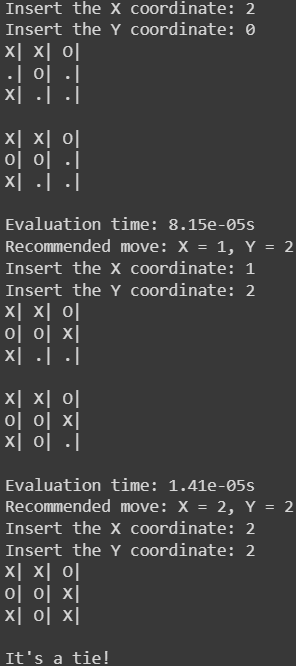 Insert the X coordinate: 2
Insert the Y coordinate: 0
X| X| O|
.| O| .|
X| .| .|
X| X| O|
O| O| .|
X| .| .|
Evaluation time: 8.15e-05s
Recommended move: X = 1, Y = 2
Insert the X coordinate: 1
Insert the Y coordinate: 2
X| X| O|
O| O| X|
X| .| .|
X| X| O|
O| O| X|
X| O| .|
Evaluation time: 1.41e-05s
Recommended move: X = 2, Y = 2
Insert the X coordinate: 2
Insert the Y coordinate: 2
X| X| O|
O| O| X|
X| O| X|
It's a tie!